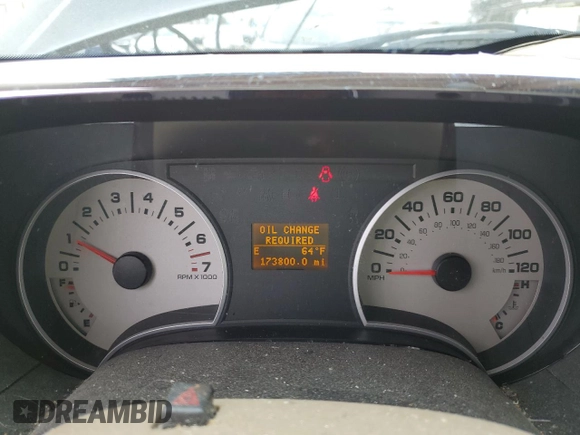 0 1 2 3 4 5 6 7
RPM X 1000
F
E
OIL CHANGE
REQUIRED
E 64°F
173800.0 mi
0 20 40 60 80 100 120
MPH
km/h
H
C
DREAMBID